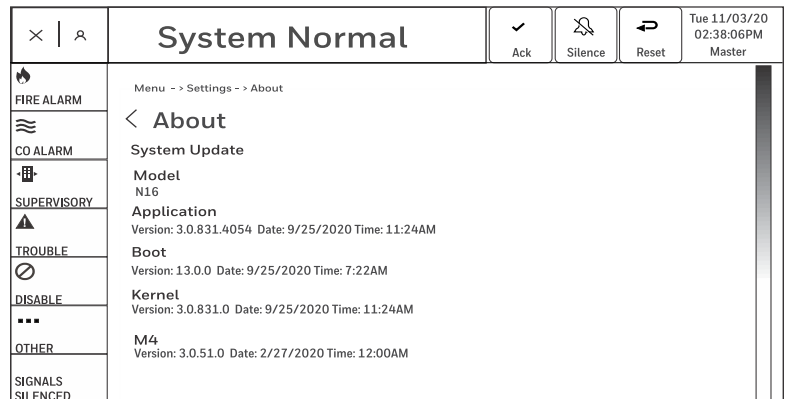 System Normal
Ack
Silence
Reset
Tue 11/03/20
02:38:06PM
Master
FIRE ALARM
CO ALARM
SUPERVISORY
TROUBLE
DISABLE
OTHER
SIGNALS
SILENCED
Menu - > Settings - > About
< About
System Update
Model
N16
Application
Version: 3.0.831.4054 Date: 9/25/2020 Time: 11:24AM
Boot
Version: 13.0.0 Date: 9/25/2020 Time: 7:22AM
Kernel
Version: 3.0.831.0 Date: 9/25/2020 Time: 11:24AM
M4
Version: 3.0.51.0 Date: 2/27/2020 Time: 12:00AM